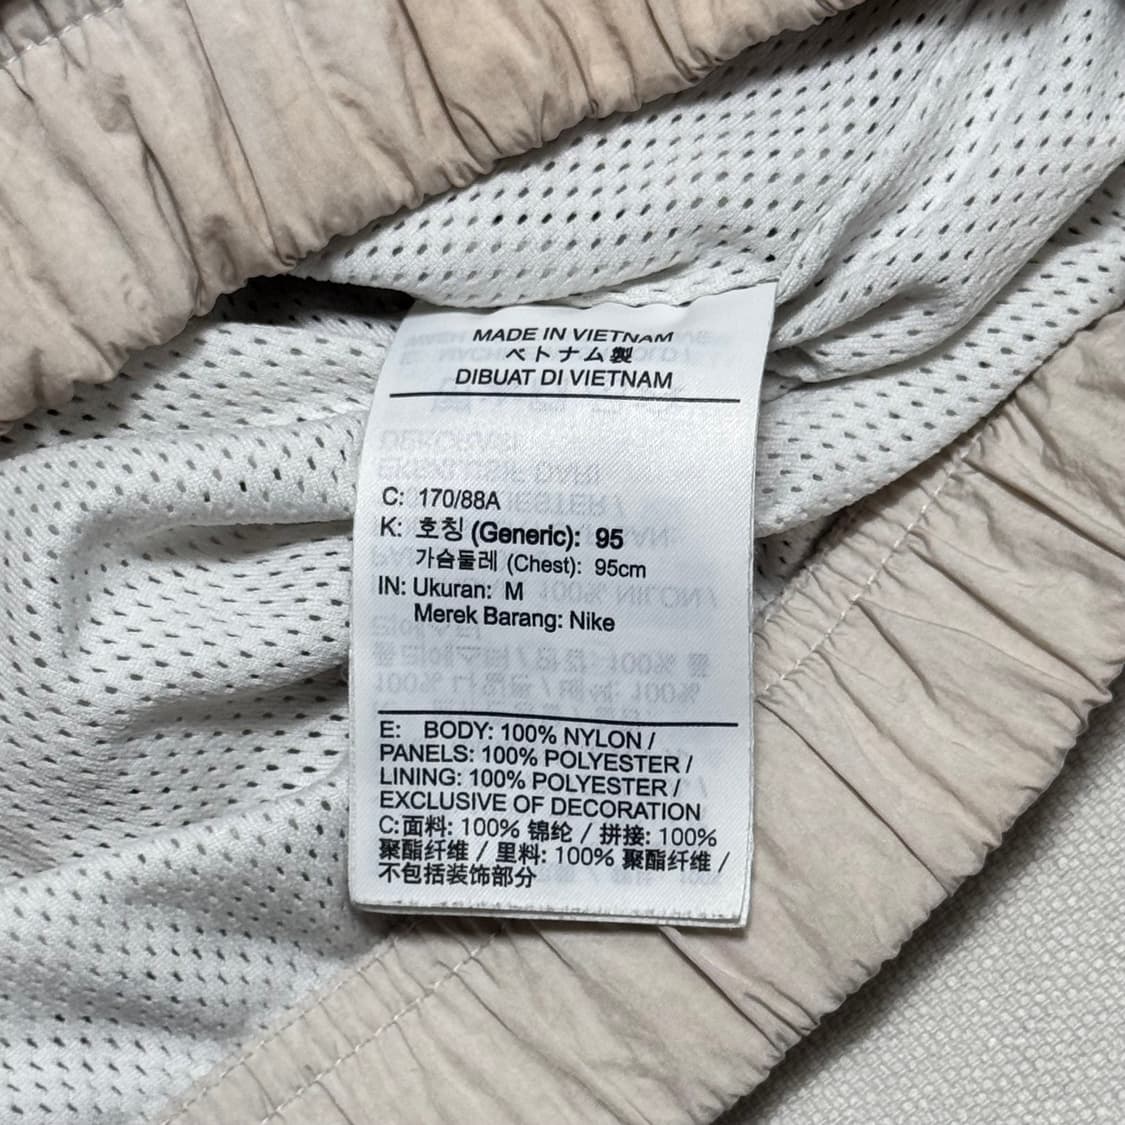 MADE IN VIETNAM
ベトナム製
DIBUAT DI VIETNAM
C: 170/88A
K: 호칭 (Generic): 95
가슴둘레 (Chest): 95cm
IN: Ukuran: M
Merek Barang: Nike
E: BODY: 100% NYLON /
PANELS: 100% POLYESTER /
LINING: 100% POLYESTER /
EXCLUSIVE OF DECORATION
C:面料: 100% 锦纶 / 拼接: 100%
聚酯纤维 / 里料: 100% 聚酯纤维 /
不包括装饰部分